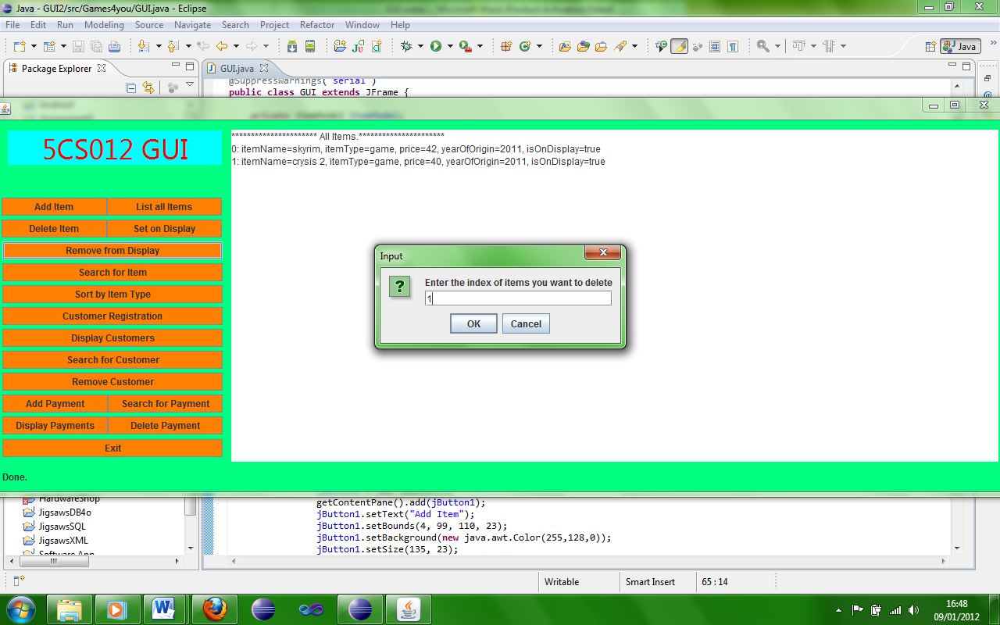 Java - GUI2/src/Games4you/GUI.java - Eclipse
File Edit Run Modeling Source Navigate Search Project Refactor Window Help
Java
Package Explorer
GUI.java
@SuppressWarnings("serial")
public class GUI extends JFrame {
5CS012 GUI
********************** All Items.**********************
0: itemName=skyrim, itemType=game, price=42, yearOfOrigin=2011, isOnDisplay=true
1: itemName=crysis 2, itemType=game, price=40, yearOfOrigin=2011, isOnDisplay=true
Add Item List all Items
Delete Item Set on Display
Remove from Display
Search for Item
Sort by Item Type
Customer Registration
Display Customers
Search for Customer
Remove Customer
Add Payment Search for Payment
Display Payments Delete Payment
Exit
Done.
Input
Enter the index of items you want to delete
1
OK Cancel
HardwareShop
JigsawsDB4o
JigsawsSQL
JigsawsXML
Software App
getContentPane().add(jButton1);
jButton1.setText("Add Item");
jButton1.setBounds(4, 99, 110, 23);
jButton1.setBackground(new java.awt.Color(255,128,0));
jButton1.setSize(135, 23);
Writable Smart Insert 65 : 14
16:48
09/01/2012